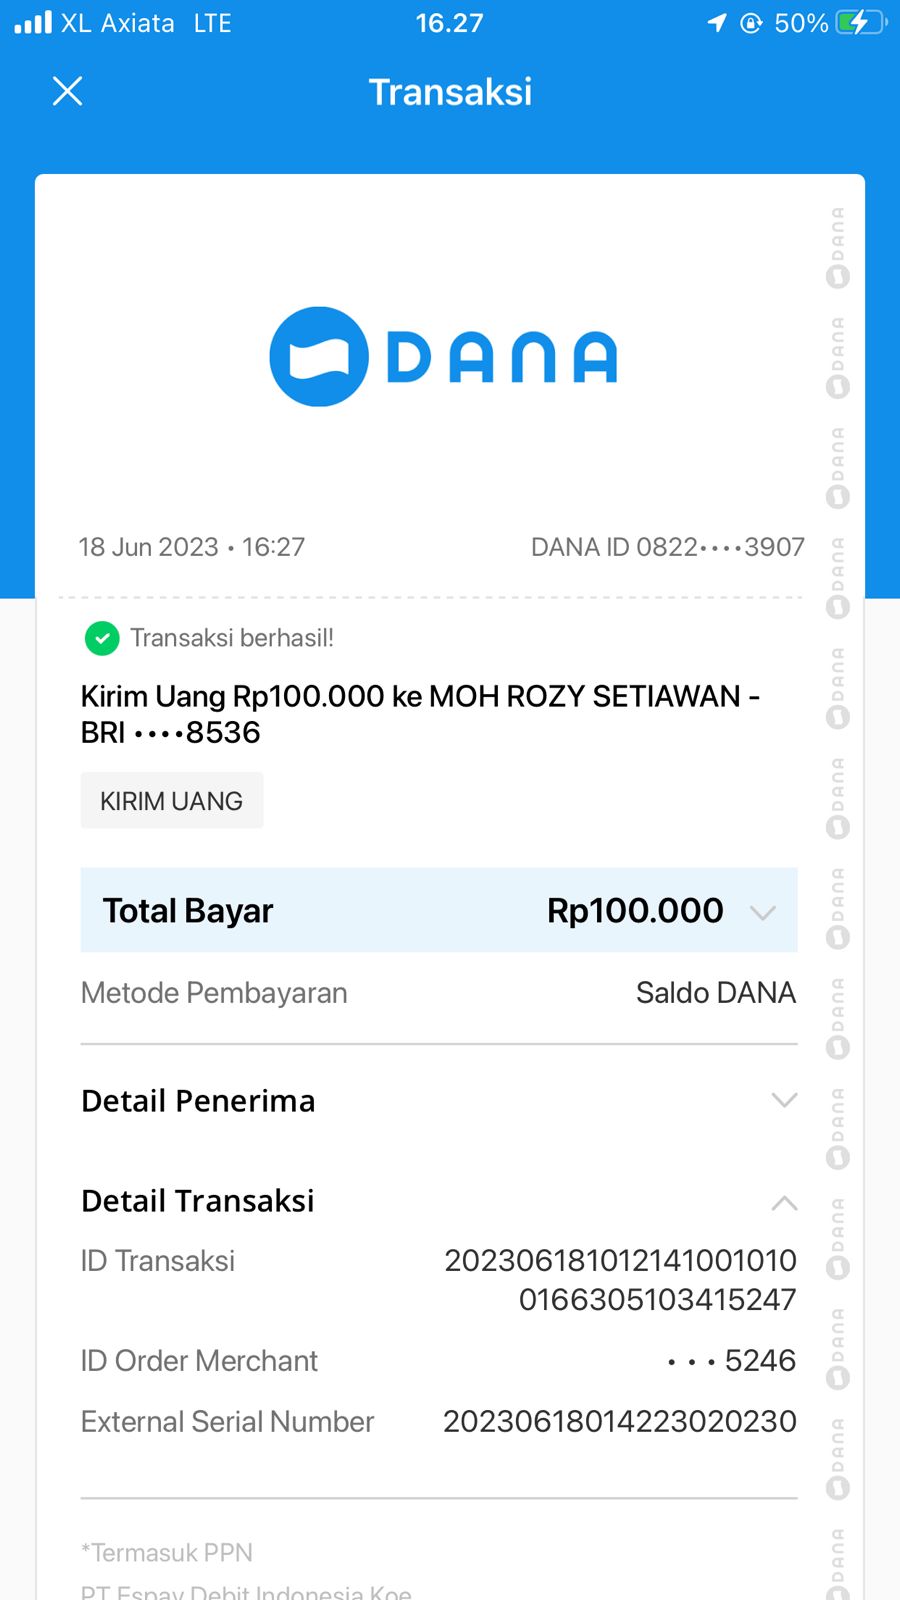 XL Axiata LTE 16.27 50%
Transaksi
DANA
18 Jun 2023 • 16:27 DANA ID 0822••••3907
Transaksi berhasil!
Kirim Uang Rp100.000 ke MOH ROZY SETIAWAN -
BRI ••••8536
KIRIM UANG
Total Bayar Rp100.000
Metode Pembayaran Saldo DANA
Detail Penerima
Detail Transaksi
ID Transaksi 202306181012141001010
0166305103415247
ID Order Merchant • • • 5246
External Serial Number 20230618014223020230
*Termasuk PPN
PT Espay Debit Indonesia Koe
DANA
DANA
DANA
DANA
DANA
DANA
DANA
DANA
DANA
DANA
DANA
DANA
DANA